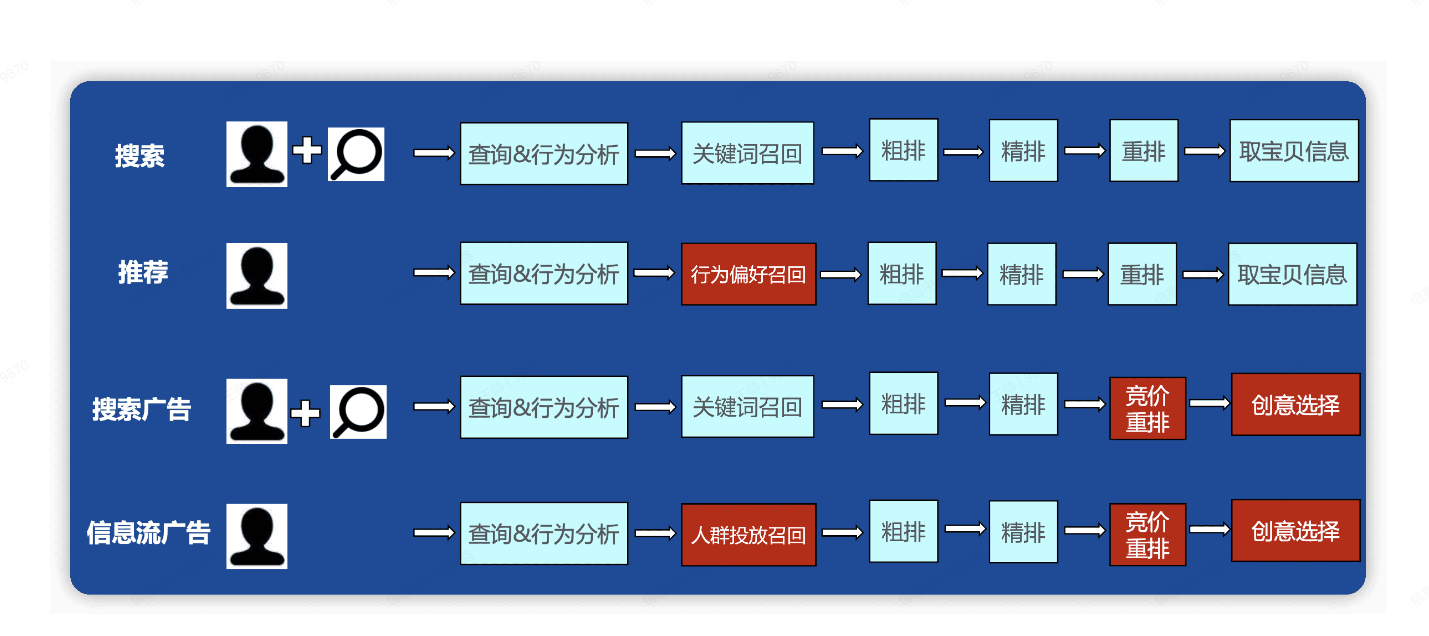 搜索
查询&行为分析
关键词召回
粗排
精排
重排
取宝贝信息
推荐
查询&行为分析
行为偏好召回
粗排
精排
重排
取宝贝信息
搜索广告
查询&行为分析
关键词召回
粗排
精排
竞价
重排
创意选择
信息流广告
查询&行为分析
人群投放召回
粗排
精排
竞价
重排
创意选择